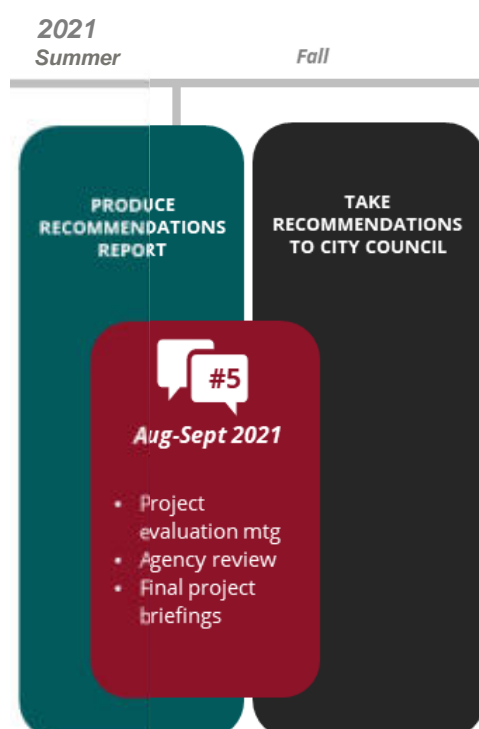 2021
Summer
Fall
PRODUCE
RECOMMENDATIONS
REPORT
TAKE
RECOMMENDATIONS
TO CITY COUNCIL
#5
Aug-Sept 2021
• Project
evaluation mtg
• Agency review
• Final project
briefings